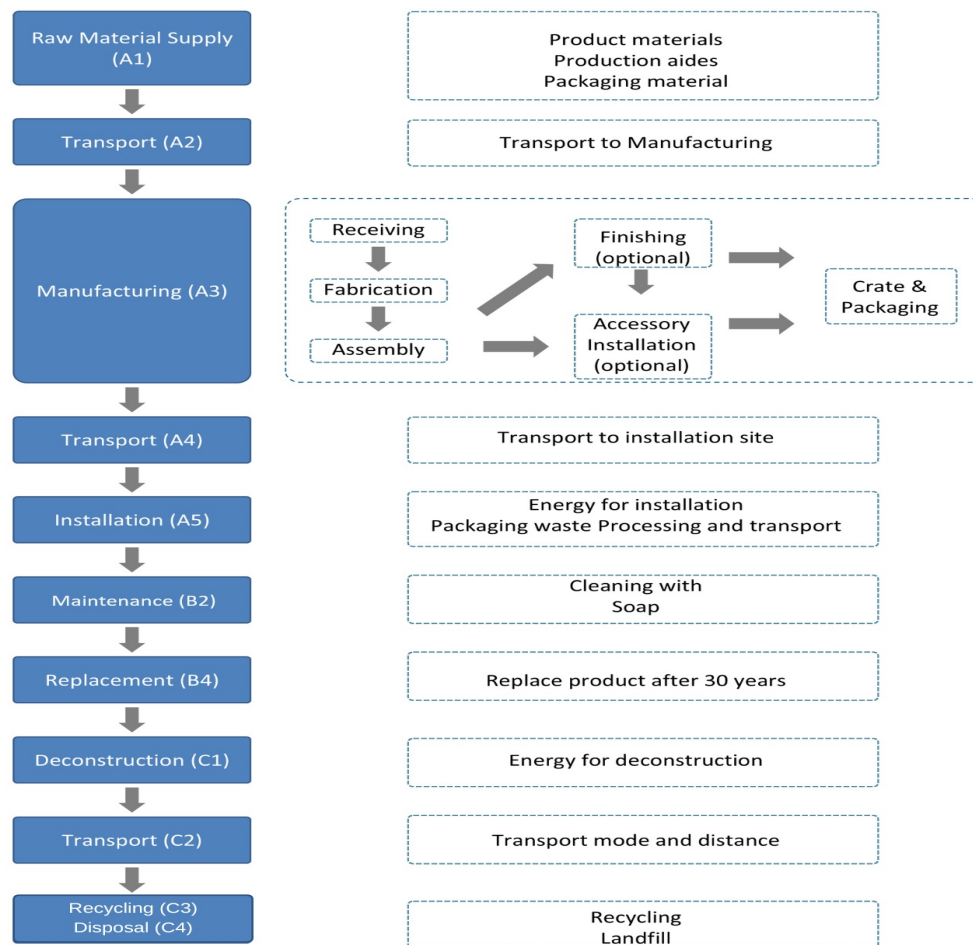 Raw Material Supply
(A1)
Product materials
Production aides
Packaging material
Transport (A2)
Transport to Manufacturing
Manufacturing (A3)
Receiving
Fabrication
Assembly
Finishing
(optional)
Accessory
Installation
(optional)
Crate &
Packaging
Transport (A4)
Transport to installation site
Installation (A5)
Energy for installation
Packaging waste Processing and transport
Maintenance (B2)
Cleaning with
Soap
Replacement (B4)
Replace product after 30 years
Deconstruction (C1)
Energy for deconstruction
Transport (C2)
Transport mode and distance
Recycling (C3)
Disposal (C4)
Recycling
Landfill